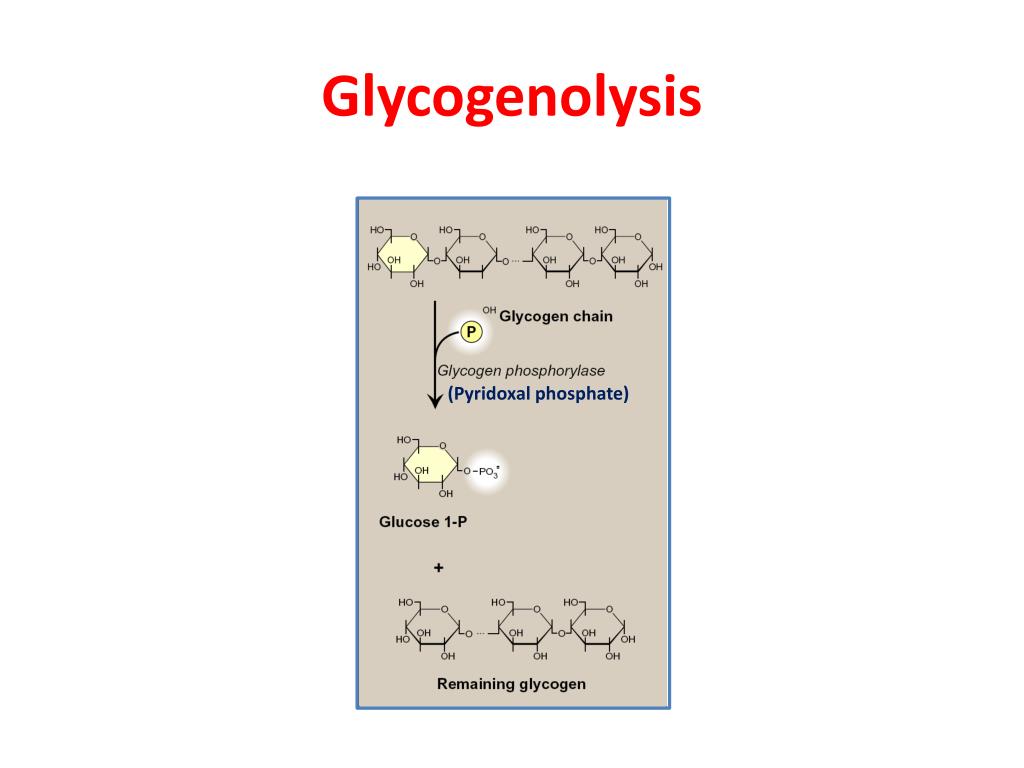 Glycogenolysis
HO HO HO HO
O O O O
OH O OH O ... OH O OH OH
HO
OH OH OH
OH Glycogen chain
P
Glycogen phosphorylase
(Pyridoxal phosphate)
HO
O
OH O–PO3=
HO
OH
Glucose 1-P
+
HO HO HO
O O O
HO OH O ... OH O OH OH
OH OH OH
Remaining glycogen